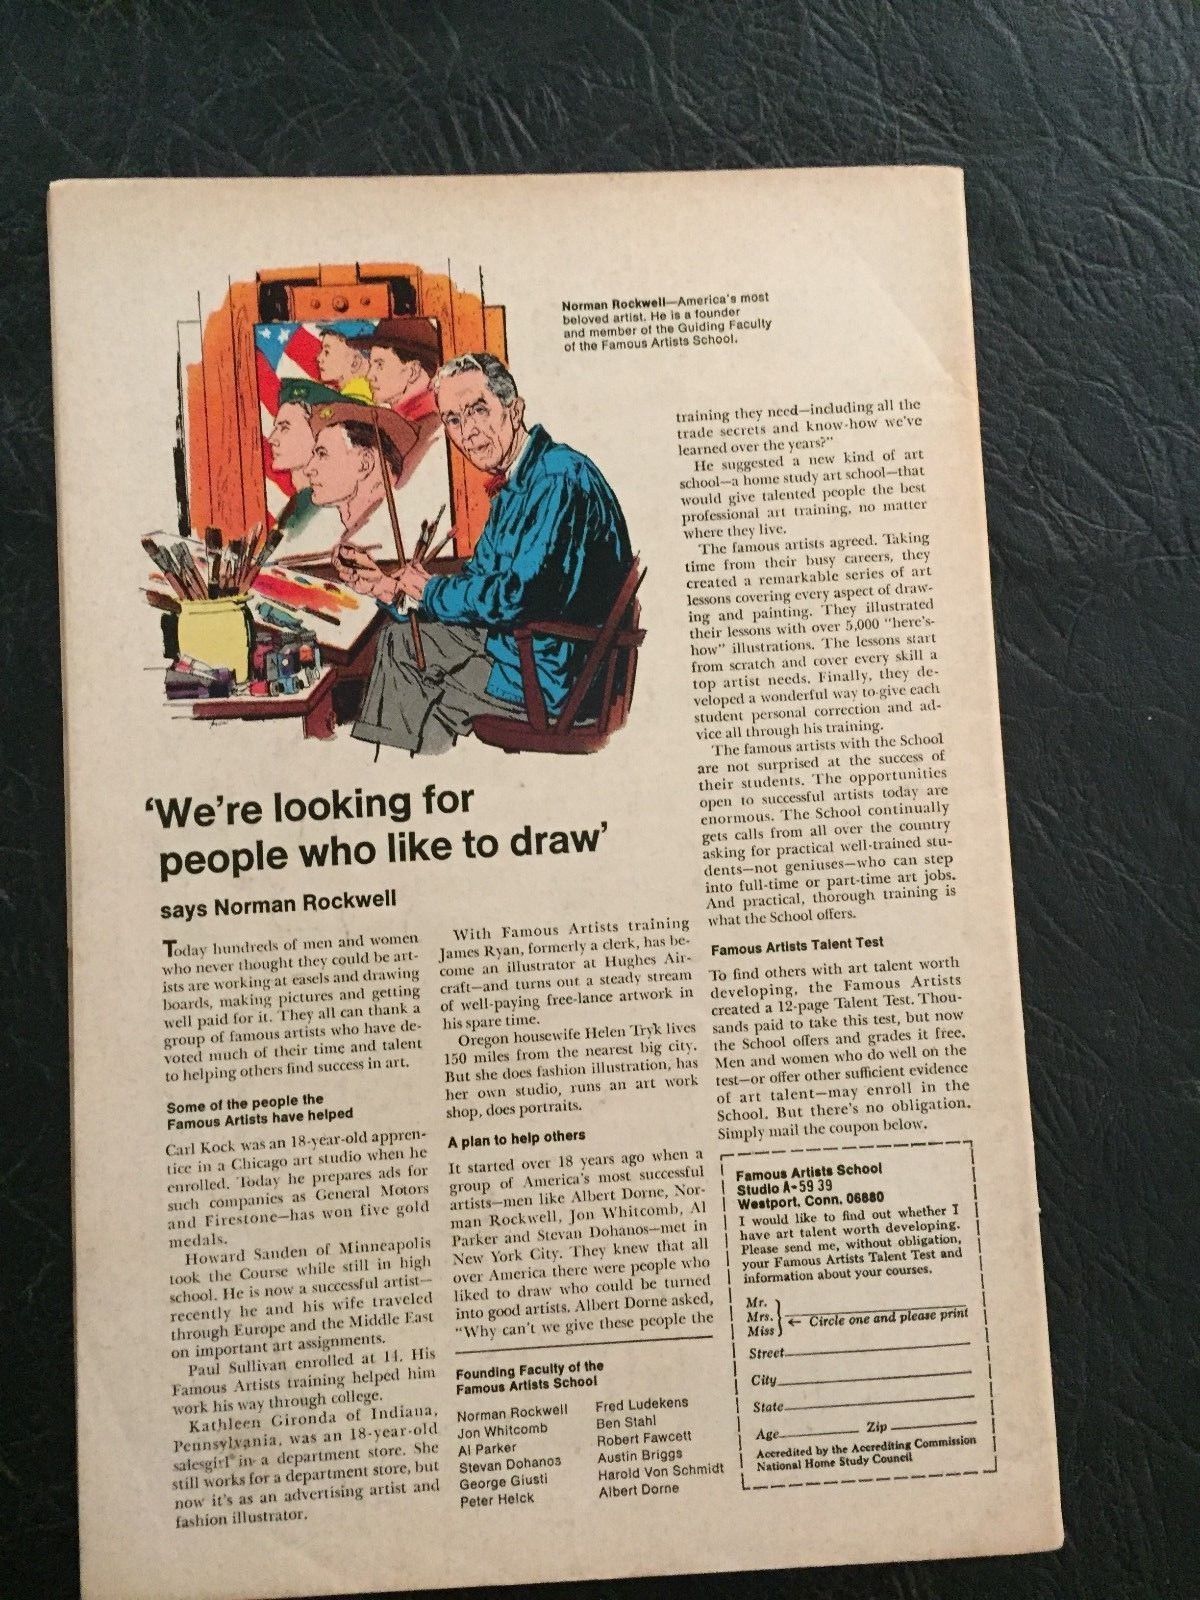 Norman Rockwell—America's most
beloved artist. He is a founder
and member of the Guiding Faculty
of the Famous Artists School.
'We're looking for
people who like to draw'
says Norman Rockwell
Today hundreds of men and women
who never thought they could be art-
ists are working at easels and drawing
boards, making pictures and getting
well paid for it. They all can thank a
group of famous artists who have de-
voted much of their time and talent
to helping others find success in art.
Some of the people the
Famous Artists have helped
Carl Kock was an 18-year-old appren-
tice in a Chicago art studio when he
enrolled. Today he prepares ads for
such companies as General Motors
and Firestone—has won five gold
medals.
Howard Sanden of Minneapolis
took the Course while still in high
school. He is now a successful artist—
recently he and his wife traveled
through Europe and the Middle East
on important art assignments.
Paul Sullivan enrolled at 14. His
Famous Artists training helped him
work his way through college.
Kathleen Gironda of Indiana,
Pennsylvania, was an 18-year-old
salesgirl in a department store. She
still works for a department store, but
now it's as an advertising artist and
fashion illustrator.
With Famous Artists training
James Ryan, formerly a clerk, has be-
come an illustrator at Hughes Air-
craft—and turns out a steady stream
of well-paying free-lance artwork in
his spare time.
Oregon housewife Helen Tryk lives
150 miles from the nearest big city.
But she does fashion illustration, has
her own studio, runs an art work
shop, does portraits.
A plan to help others
It started over 18 years ago when a
group of America's most successful
artists—men like Albert Dorne, Nor-
man Rockwell, Jon Whitcomb, Al
Parker and Stevan Dohanos—met in
New York City. They knew that all
over America there were people who
liked to draw who could be turned
into good artists. Albert Dorne asked,
"Why can't we give these people the
training they need—including all the
trade secrets and know-how we've
learned over the years?"
He suggested a new kind of art
school—a home study art school—that
would give talented people the best
professional art training, no matter
where they live.
The famous artists agreed. Taking
time from their busy careers, they
created a remarkable series of art
lessons covering every aspect of draw-
ing and painting. They illustrated
their lessons with over 5,000 "here's-
how" illustrations. The lessons start
from scratch and cover every skill a
top artist needs. Finally, they de-
veloped a wonderful way to give each
student personal correction and ad-
vice all through his training.
The famous artists with the School
are not surprised at the success of
their students. The opportunities
open to successful artists today are
enormous. The School continually
gets calls from all over the country
asking for practical well-trained stu-
dents—not geniuses—who can step
into full-time or part-time art jobs.
And practical, thorough training is
what the School offers.
Famous Artists Talent Test
To find others with art talent worth
developing, the Famous Artists
created a 12-page Talent Test. Thou-
sands paid to take this test, but now
the School offers and grades it free.
Men and women who do well on the
test—or offer other sufficient evidence
of art talent—may enroll in the
School. But there's no obligation.
Simply mail the coupon below.
Founding Faculty of the
Famous Artists School
Norman Rockwell
Jon Whitcomb
Al Parker
Stevan Dohanos
George Giusti
Peter Helck
Fred Ludekens
Ben Stahl
Robert Fawcett
Austin Briggs
Harold Von Schmidt
Albert Dorne
Famous Artists School
Studio A-59 39
Westport, Conn. 06880
I would like to find out whether I
have art talent worth developing.
Please send me, without obligation,
your Famous Artists Talent Test and
information about your courses.
Mr.
Mrs. ← Circle one and please print
Miss
Street
City
State
Age Zip
Accredited by the Accrediting Commission
National Home Study Council